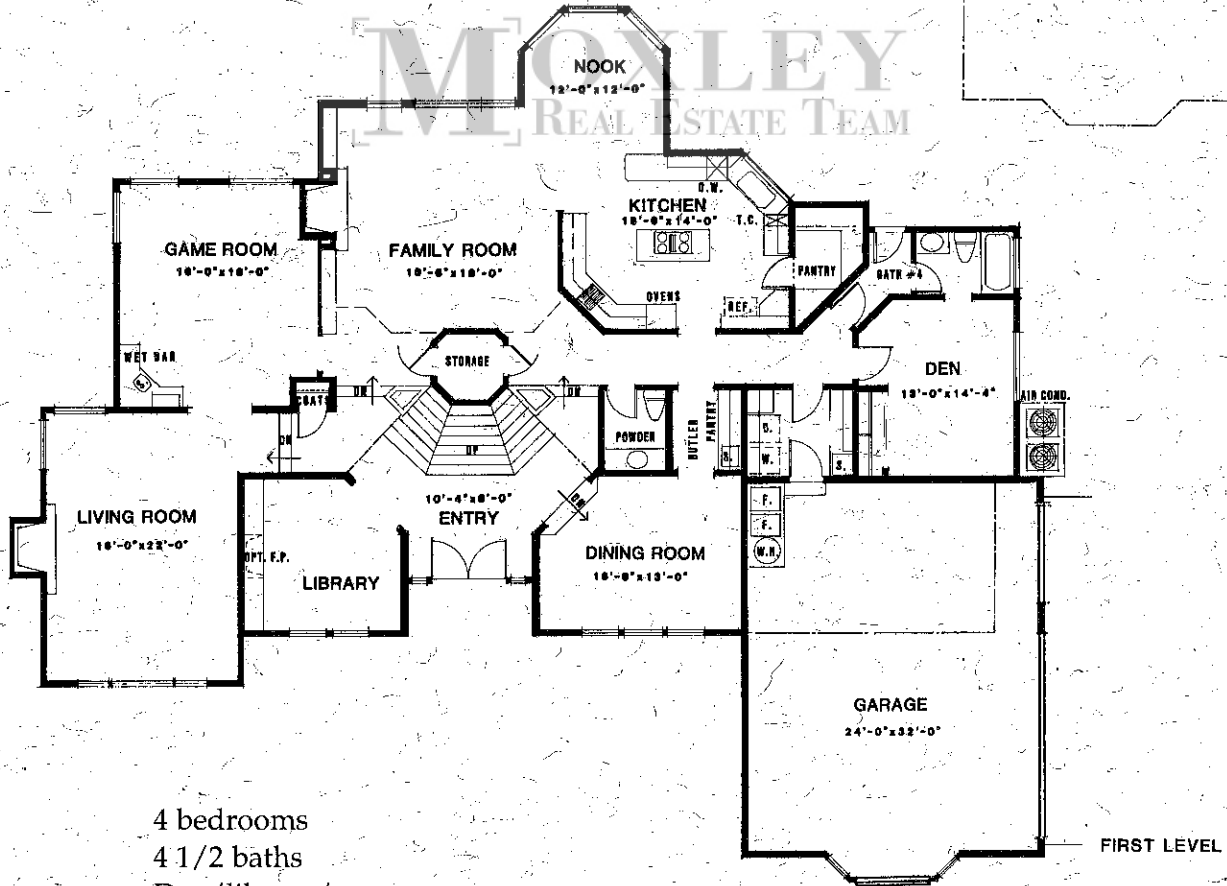 [MOXLEY
REAL ESTATE TEAM]
NOOK
12'-0"x12'-0"
D.W.
KITCHEN
T.C.
GAME ROOM
FAMILY ROOM
PANTRY
BATH #4
OVENS
REF.
WET BAR
STORAGE
DEN
13'-0"x14'-4"
AIR COND.
COATS
DN
DN
POWDER
BUTLER
PANTRY
D.
W.
S.
S.
DN
UP
LIVING ROOM
10'-4"x8'-0"
ENTRY
DN
F.
F.
W.H.
OPT. F.P.
LIBRARY
DINING ROOM
GARAGE
24'-0"x32'-0"
4 bedrooms
4 1/2 baths
FIRST LEVEL